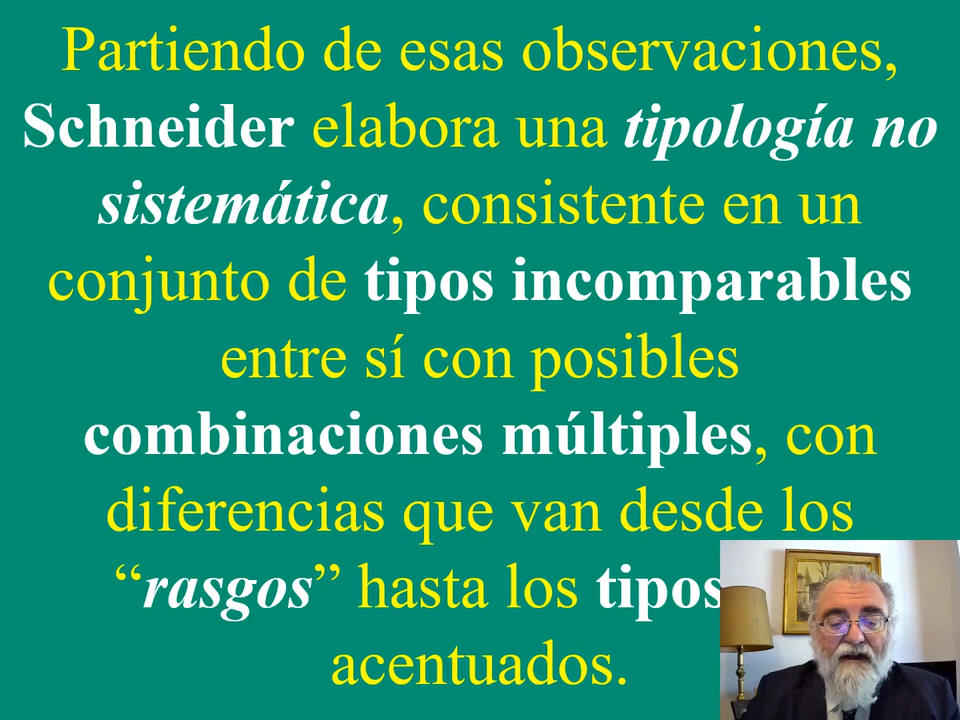 Partiendo de esas observaciones,
Schneider elabora una tipología no
sistemática, consistente en un
conjunto de tipos incomparables
entre sí con posibles
combinaciones múltiples, con
diferencias que van desde los
“rasgos” hasta los tipos
acentuados.